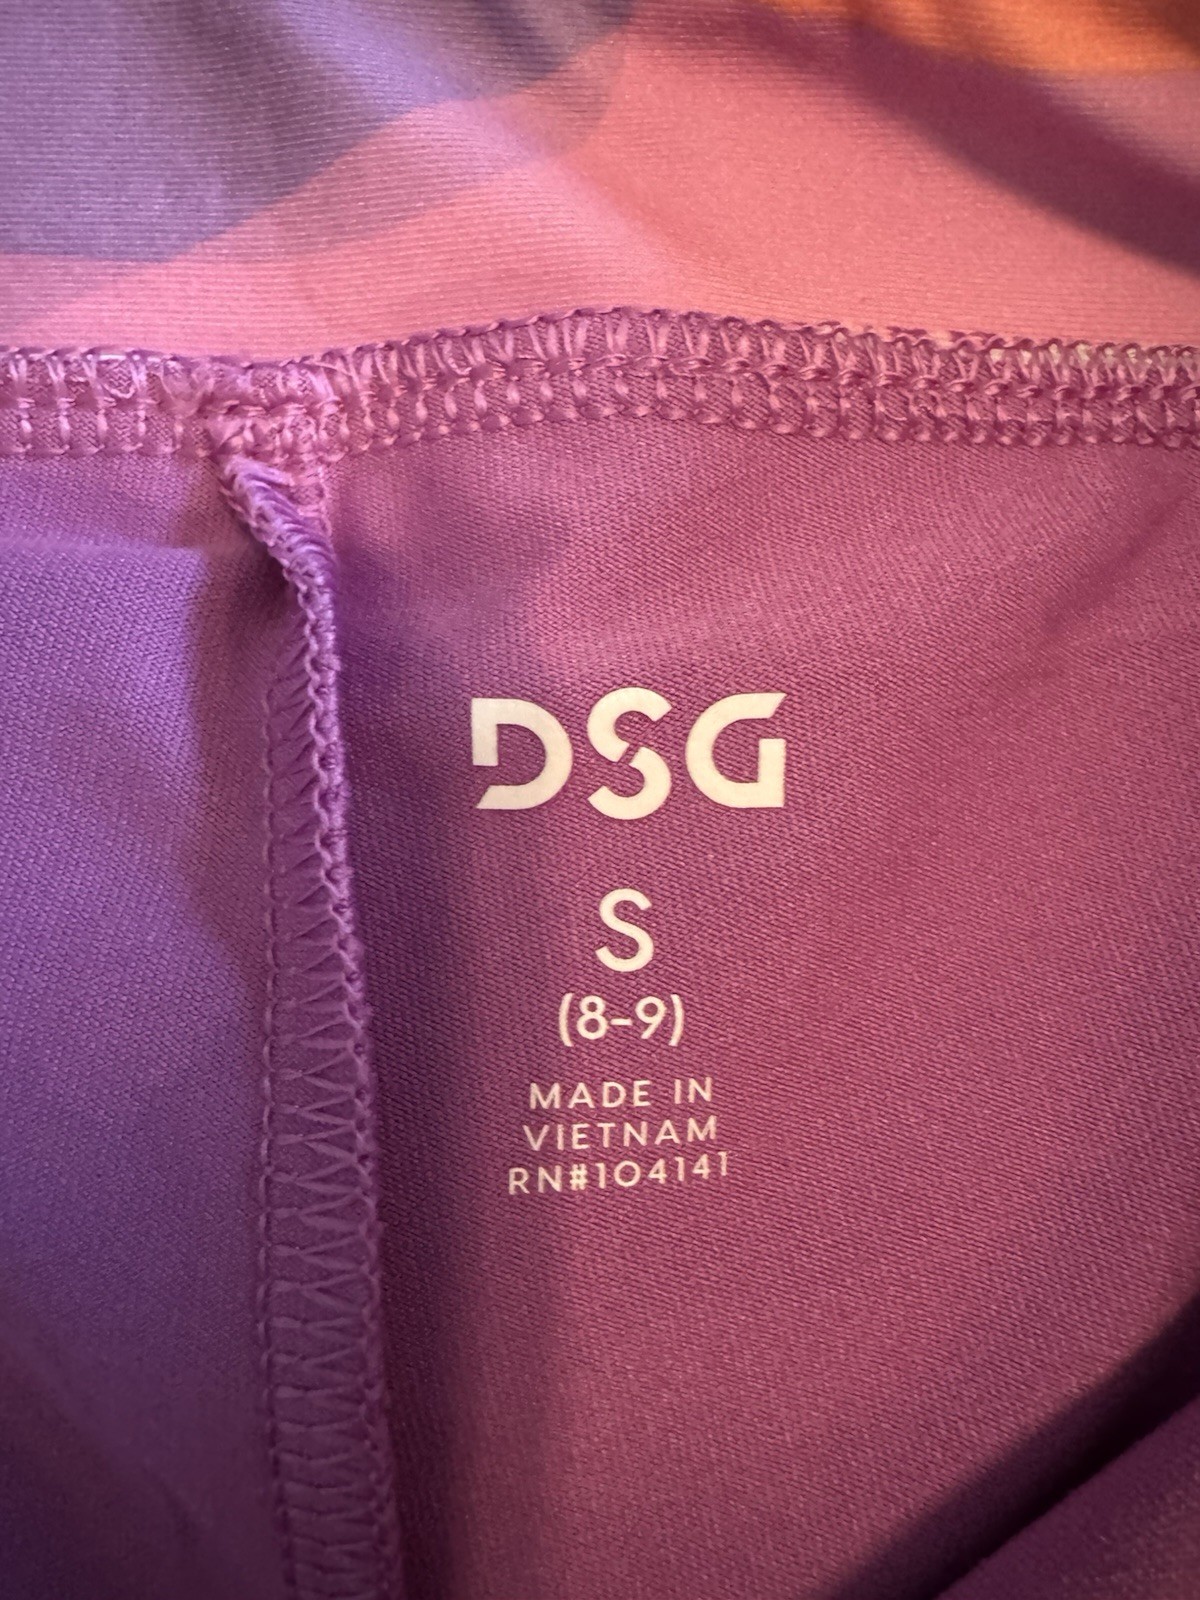 DSG
S
(8-9)
MADE IN
VIETNAM
RN#104141